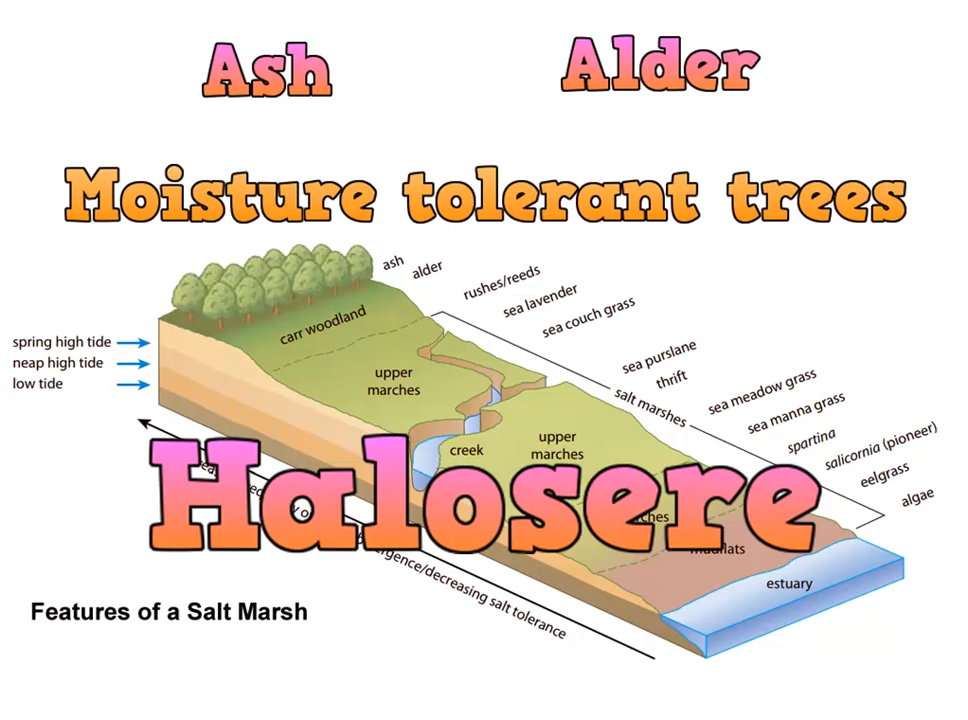 Ash
Alder
Moisture tolerant trees
ash
alder
rushes/reeds
sea lavender
sea couch grass
sea purslane
thrift
salt marshes
sea meadow grass
sea manna grass
spartina
salicornia (pioneer)
eelgrass
algae
carr woodland
spring high tide
neap high tide
low tide
upper
marches
creek
upper
marches
Halosere
mudflats
estuary
decreasing salt tolerance
Features of a Salt Marsh